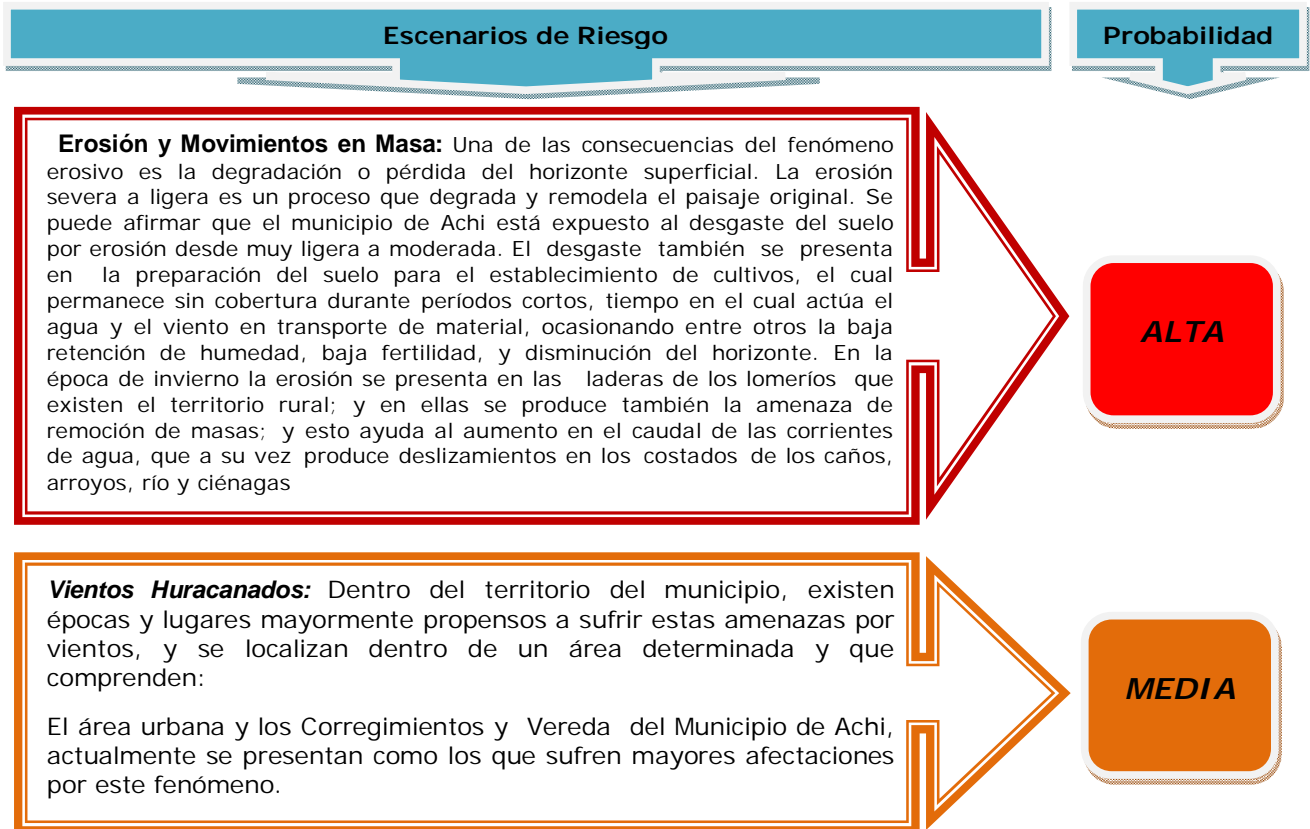 Escenarios de Riesgo
Probabilidad
Erosión y Movimientos en Masa: Una de las consecuencias del fenómeno
erosivo es la degradación o pérdida del horizonte superficial. La erosión
severa a ligera es un proceso que degrada y remodela el paisaje original. Se
puede afirmar que el municipio de Achi está expuesto al desgaste del suelo
por erosión desde muy ligera a moderada. El desgaste también se presenta
en la preparación del suelo para el establecimiento de cultivos, el cual
permanece sin cobertura durante períodos cortos, tiempo en el cual actúa el
agua y el viento en transporte de material, ocasionando entre otros la baja
retención de humedad, baja fertilidad, y disminución del horizonte. En la
época de invierno la erosión se presenta en las laderas de los lomeríos que
existen el territorio rural; y en ellas se produce también la amenaza de
remoción de masas; y esto ayuda al aumento en el caudal de las corrientes
de agua, que a su vez produce deslizamientos en los costados de los caños,
arroyos, río y ciénagas
ALTA
Vientos Huracanados: Dentro del territorio del municipio, existen
épocas y lugares mayormente propensos a sufrir estas amenazas por
vientos, y se localizan dentro de un área determinada y que
comprenden:
El área urbana y los Corregimientos y Vereda del Municipio de Achi,
actualmente se presentan como los que sufren mayores afectaciones
por este fenómeno.
MEDIA